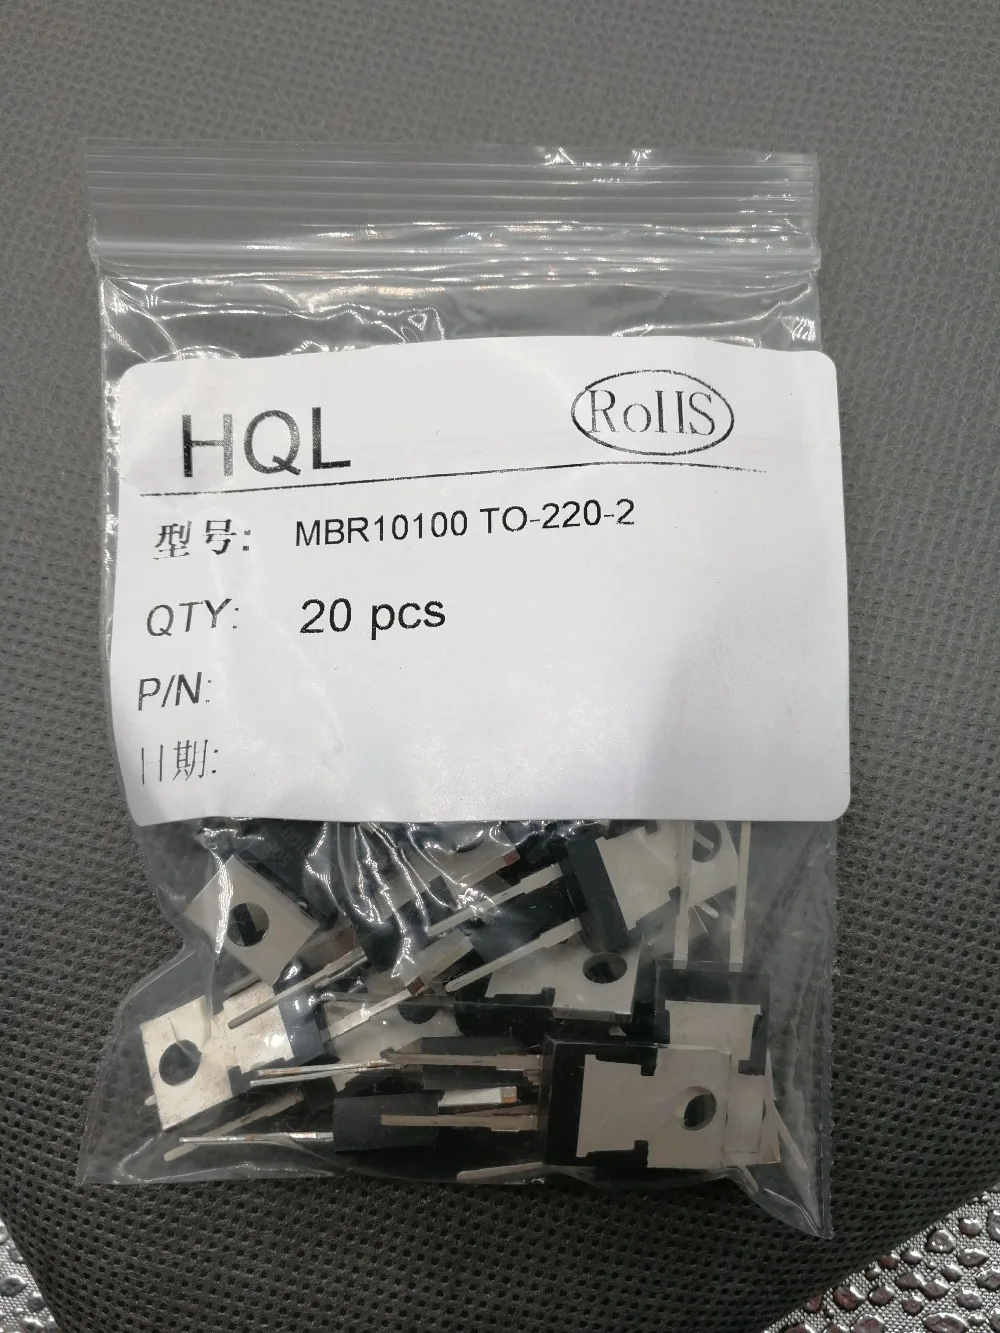 HQL
RoHS
型号: MBR10100 TO-220-2
QTY: 20 pcs
P/N:
日期: